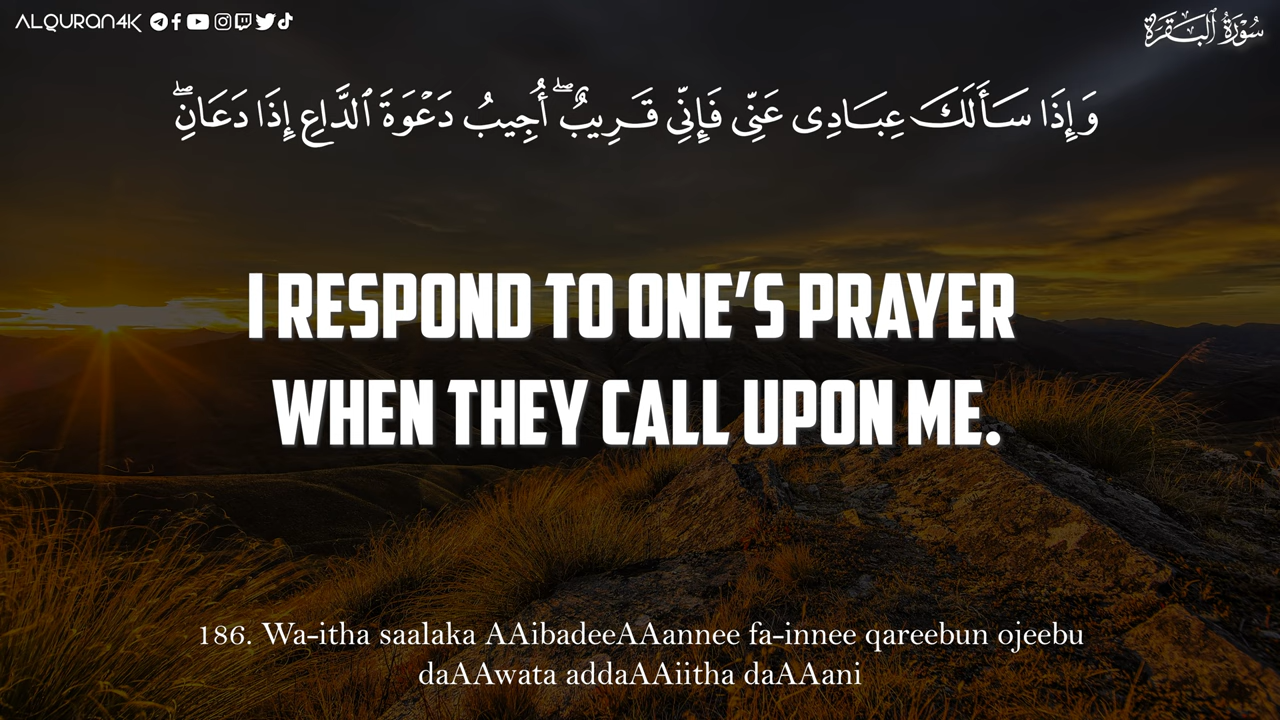 ALQURAN4K
سُورَةُ ٱلْبَقَرَةِ
وَإِذَا سَأَلَكَ عِبَادِى عَنِّى فَإِنِّى قَرِيبٌ ۖ أُجِيبُ دَعْوَةَ ٱلدَّاعِ إِذَا دَعَانِ ۖ
I RESPOND TO ONE'S PRAYER
WHEN THEY CALL UPON ME.
186. Wa-itha saalaka AAibadeeAAannee fa-innee qareebun ojeebu
daAAwata addaAAiitha daAAani